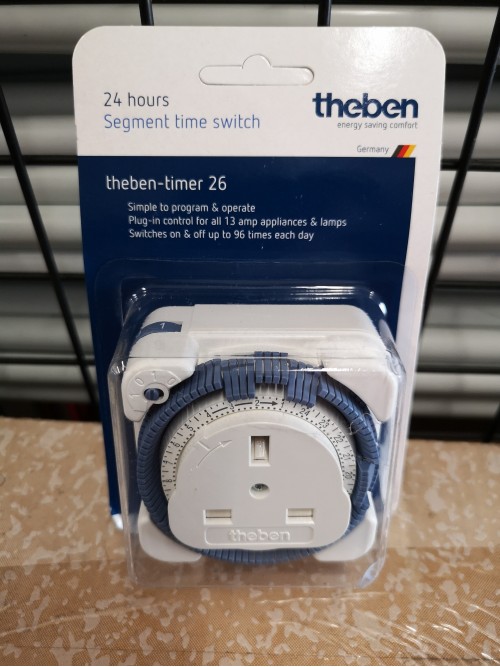 24 hours
Segment time switch
theben
energy saving comfort
Germany
theben-timer 26
Simple to program & operate
Plug-in control for all 13 amp appliances & lamps
Switches on & off up to 96 times each day
theben